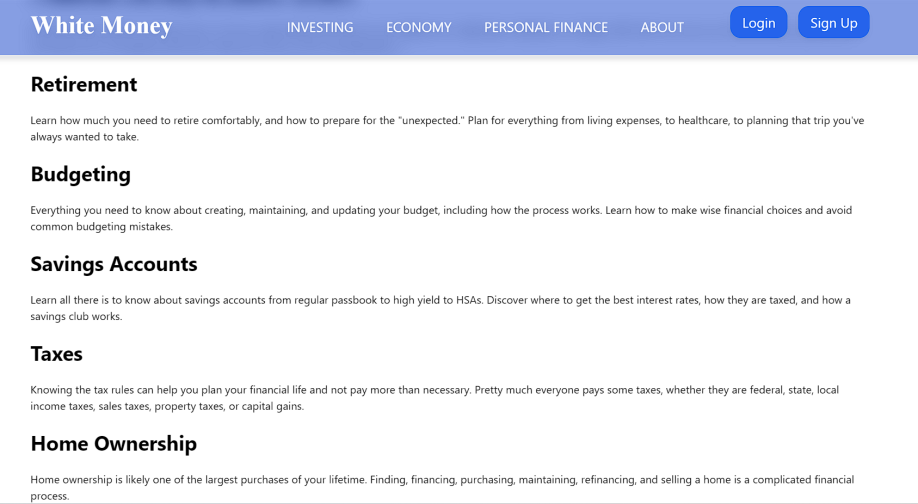 White Money INVESTING ECONOMY PERSONAL FINANCE ABOUT Login Sign Up
Retirement
Learn how much you need to retire comfortably, and how to prepare for the "unexpected." Plan for everything from living expenses, to healthcare, to planning that trip you've
always wanted to take.
Budgeting
Everything you need to know about creating, maintaining, and updating your budget, including how the process works. Learn how to make wise financial choices and avoid
common budgeting mistakes.
Savings Accounts
Learn all there is to know about savings accounts from regular passbook to high yield to HSAs. Discover where to get the best interest rates, how they are taxed, and how a
savings club works.
Taxes
Knowing the tax rules can help you plan your financial life and not pay more than necessary. Pretty much everyone pays some taxes, whether they are federal, state, local
income taxes, sales taxes, property taxes, or capital gains.
Home Ownership
Home ownership is likely one of the largest purchases of your lifetime. Finding, financing, purchasing, maintaining, refinancing, and selling a home is a complicated financial
process.